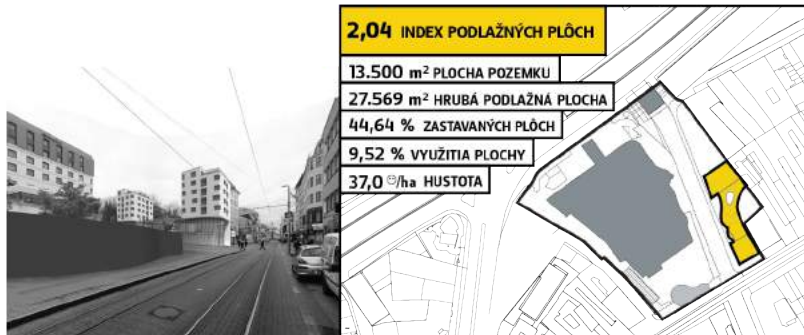 2,04 INDEX PODLAŽNÝCH PLÔCH
13.500 m² PLOCHA POZEMKU
27.569 m² HRUBÁ PODLAŽNÁ PLOCHA
44,64 % ZASTAVANÝCH PLÔCH
9,52 % VYUŽITIA PLOCHY
37,0 ☺/ha HUSTOTA